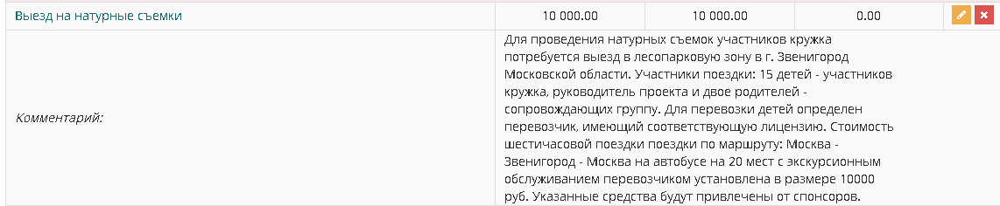 Выезд на натурные съемки 10 000.00 10 000.00 0.00
Комментарий:
Для проведения натурных съемок участников кружка
потребуется выезд в лесопарковую зону в г. Звенигород
Московской области. Участники поездки: 15 детей - участников
кружка, руководитель проекта и двое родителей -
сопровождающих группу. Для перевозки детей определен
перевозчик, имеющий соответствующую лицензию. Стоимость
шестичасовой поездки поездки по маршруту: Москва -
Звенигород - Москва на автобусе на 20 мест с экскурсионным
обслуживанием перевозчиком установлена в размере 10000
руб. Указанные средства будут привлечены от спонсоров.